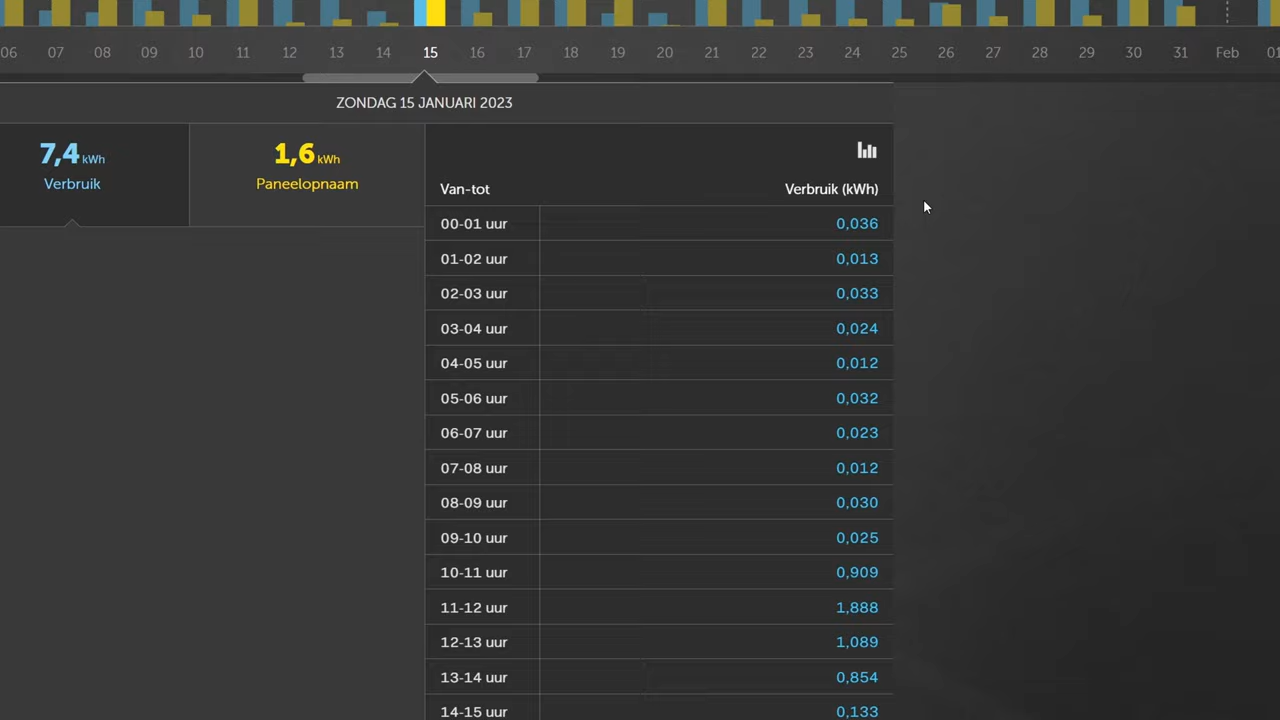 06 07 08 09 10 11 12 13 14 15 16 17 18 19 20 21 22 23 24 25 26 27 28 29 30 31 Feb 01
ZONDAG 15 JANUARI 2023
7,4 kWh
Verbruik
1,6 kWh
Paneelopnaam
Van-tot Verbruik (kWh)
00-01 uur 0,036
01-02 uur 0,013
02-03 uur 0,033
03-04 uur 0,024
04-05 uur 0,012
05-06 uur 0,032
06-07 uur 0,023
07-08 uur 0,012
08-09 uur 0,030
09-10 uur 0,025
10-11 uur 0,909
11-12 uur 1,888
12-13 uur 1,089
13-14 uur 0,854
14-15 uur 0,133